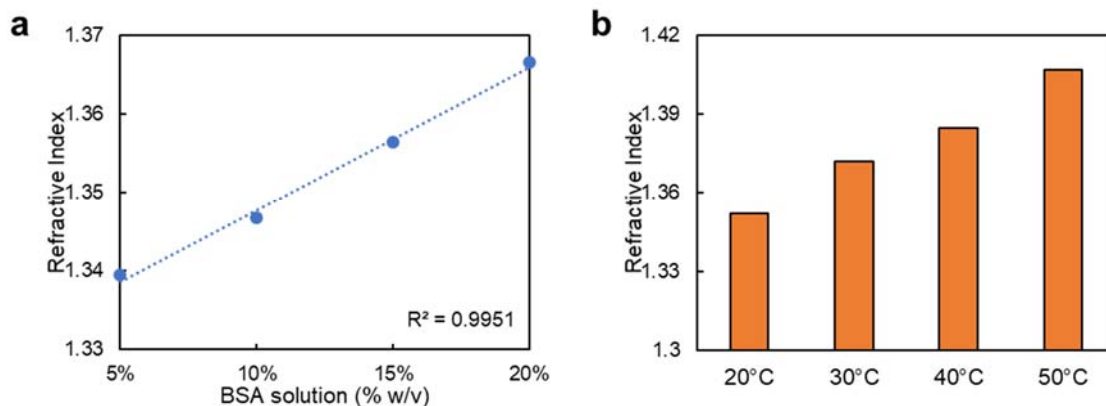 a
1.37
1.36
1.35
1.34
1.33
Refractive Index
R² = 0.9951
5%
10%
15%
20%
BSA solution (% w/v)
b
1.42
1.39
1.36
1.33
1.3
Refractive Index
20°C
30°C
40°C
50°C